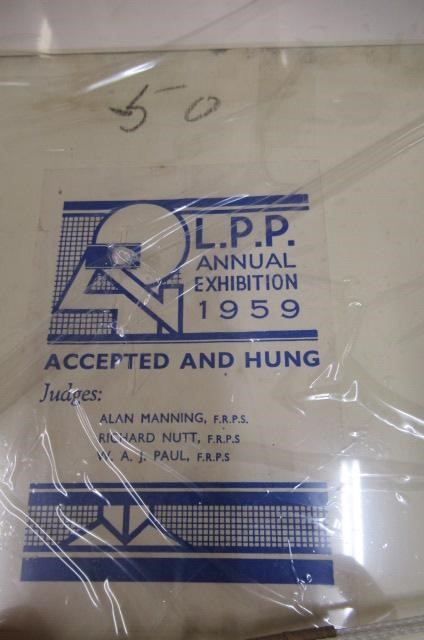 50
L.P.P.
ANNUAL
EXHIBITION
1959
ACCEPTED AND HUNG
Judges:
ALAN MANNING, F.R.P.S.
RICHARD NUTT, F.R.P.S
W. A. J. PAUL, F.R.P.S